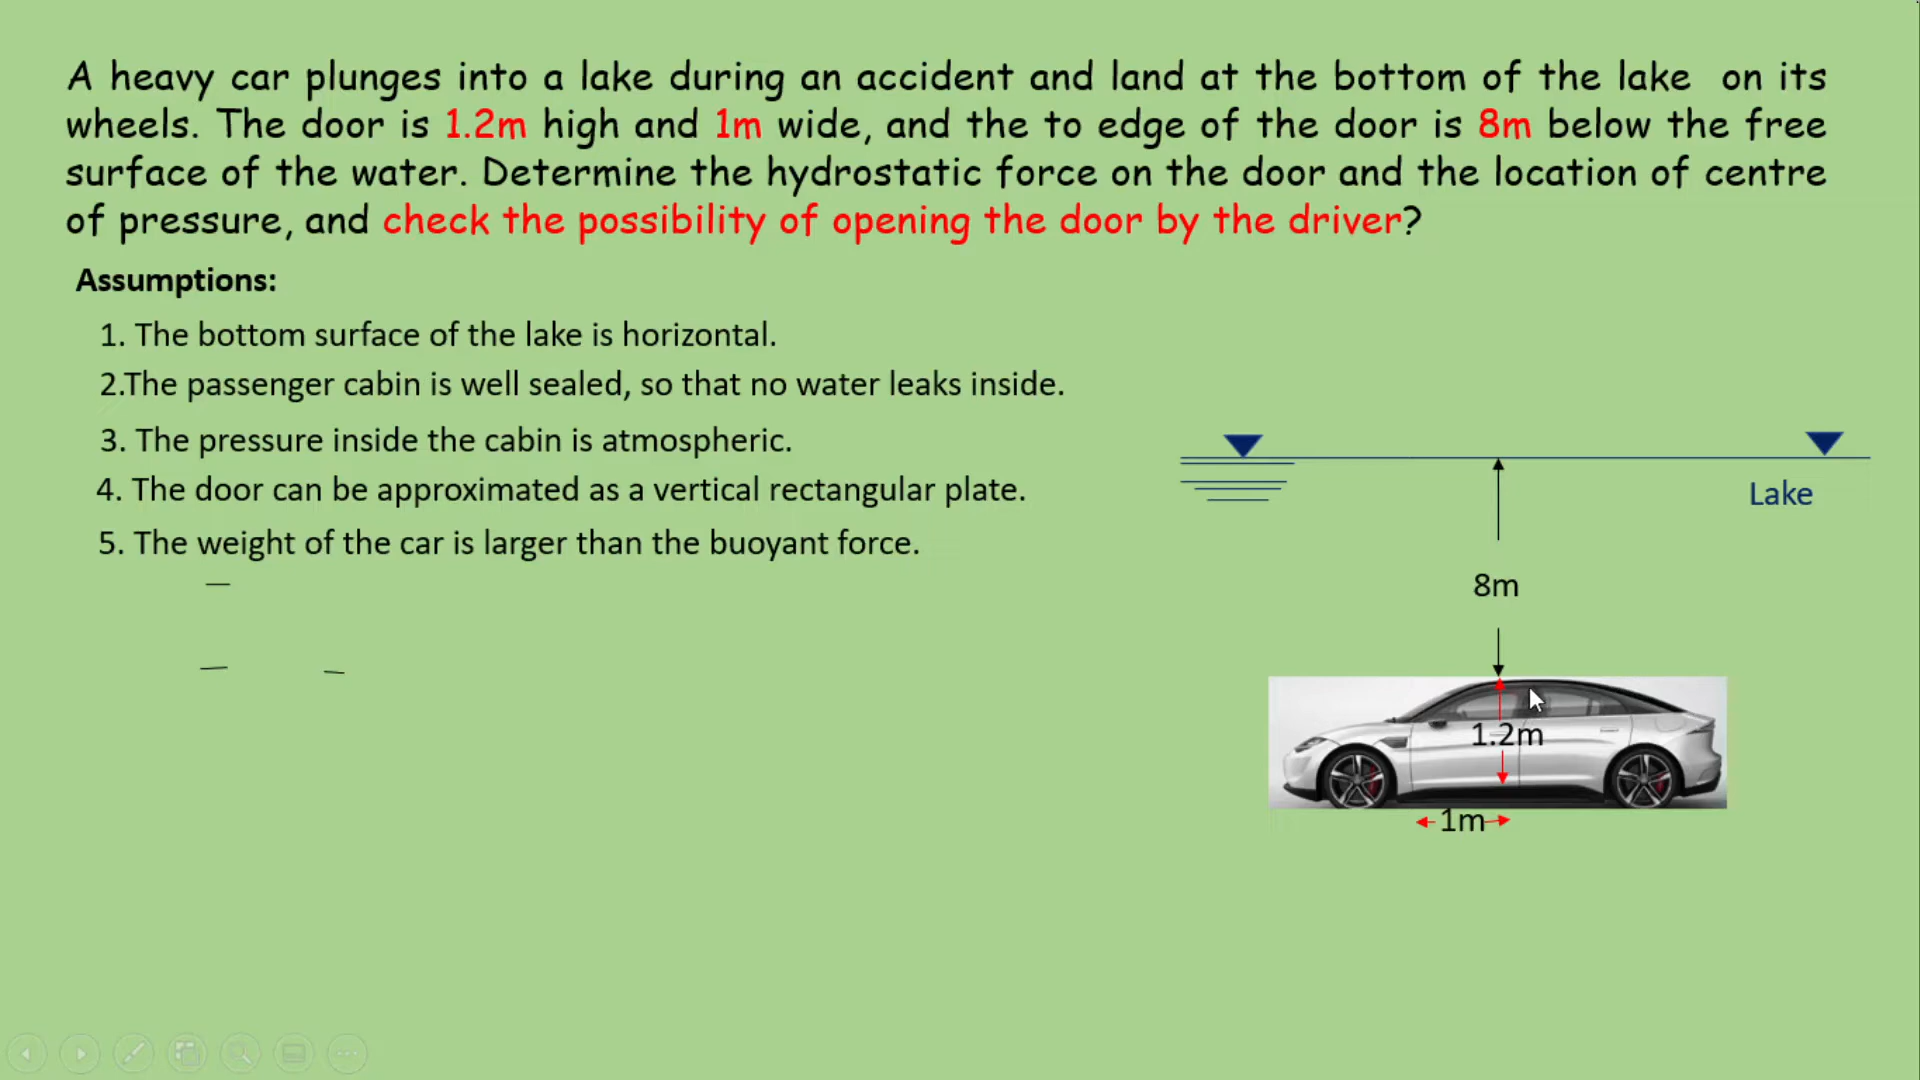 A heavy car plunges into a lake during an accident and land at the bottom of the lake on its
wheels. The door is 1.2m high and 1m wide, and the to edge of the door is 8m below the free
surface of the water. Determine the hydrostatic force on the door and the location of centre
of pressure, and check the possibility of opening the door by the driver?
Assumptions:
1. The bottom surface of the lake is horizontal.
2.The passenger cabin is well sealed, so that no water leaks inside.
3. The pressure inside the cabin is atmospheric.
4. The door can be approximated as a vertical rectangular plate.
5. The weight of the car is larger than the buoyant force.
Lake
8m
1.2m
1m